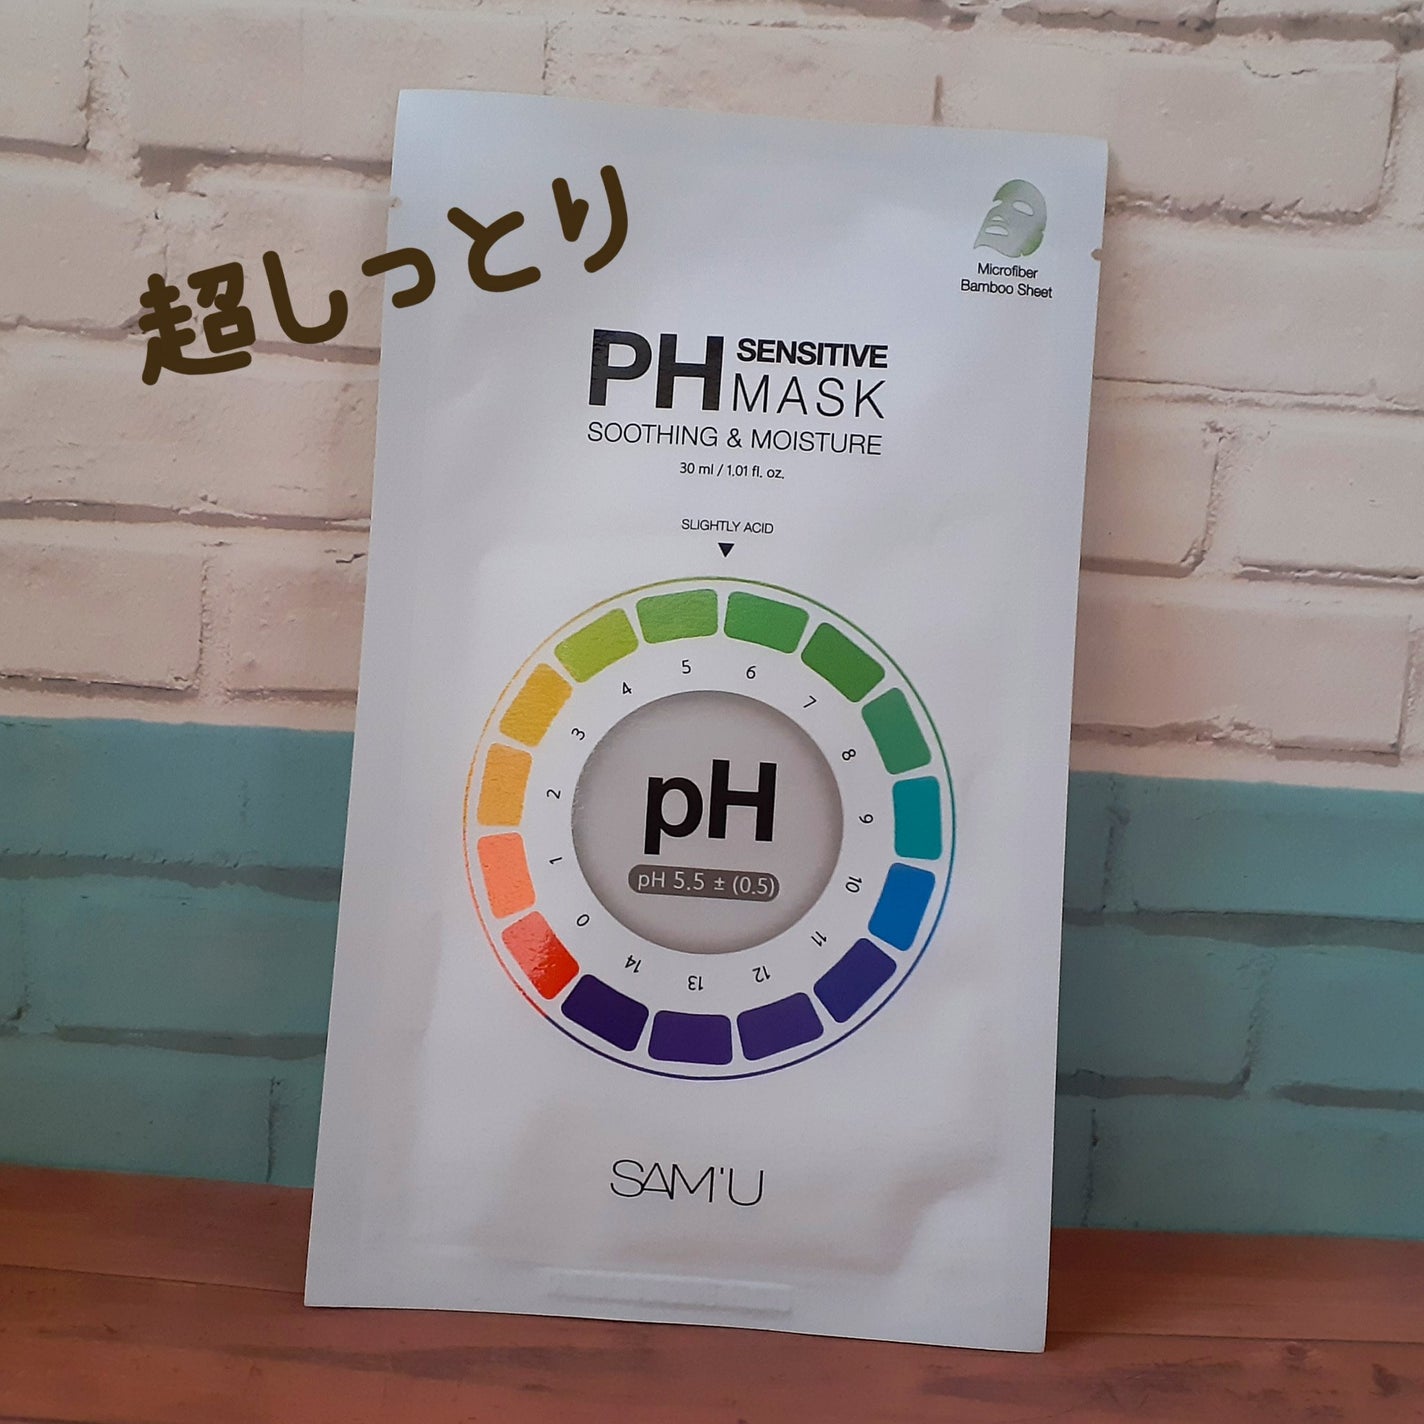 超しっとり
Microfiber
Bamboo Sheet
PH SENSITIVE
MASK
SOOTHING & MOISTURE
30 ml / 1.01 fl. oz.
SLIGHTLY ACID
0 1 2 3 4 5 6 7 8 9 10 11 12 13 14
pH
pH 5.5 ± (0.5)
SAM'U